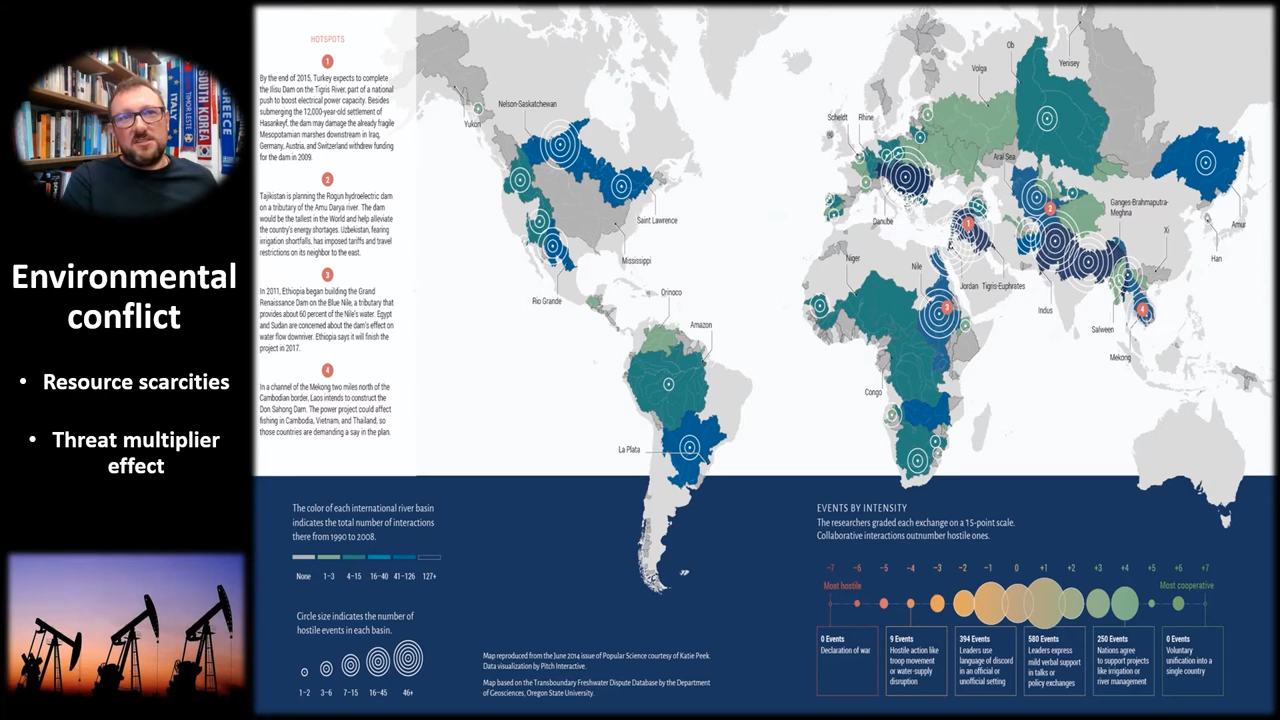 ITALY
TIMOR LESTE
SOUTH KOREA
GREECE
Environmental
conflict
• Resource scarcities
• Threat multiplier
effect
HOTSPOTS
1
By the end of 2015, Turkey expects to complete
the Ilisu Dam on the Tigris River, part of a national
push to boost electrical power capacity. Besides
submerging the 12,000-year-old settlement of
Hasankeyf, the dam may damage the already fragile
Mesopotamian marshes downstream in Iraq,
Germany, Austria, and Switzerland withdrew funding
for the dam in 2009.
2
Tajikistan is planning the Rogun hydroelectric dam
on a tributary of the Amu Darya river. The dam
would be the tallest in the World and help alleviate
the country's energy shortages. Uzbekistan, fearing
irrigation shortfalls, has imposed tariffs and travel
restrictions on its neighbor to the east.
3
In 2011, Ethiopia began building the Grand
Renaissance Dam on the Blue Nile, a tributary that
provides about 60 percent of the Nile's water. Egypt
and Sudan are concerned about the dam's effect on
water flow downriver. Ethiopia says it will finish the
project in 2017.
4
In a channel of the Mekong two miles north of the
Cambodian border, Laos intends to construct the
Don Sahong Dam. The power project could affect
fishing in Cambodia, Vietnam, and Thailand, so
those countries are demanding a say in the plan.
Yukon
Nelson-Saskatchewan
Saint Lawrence
Mississippi
Rio Grande
Orinoco
Amazon
La Plata
Scheldt
Rhine
Volga
Ob
Yenisey
Aral Sea
Danube
Ganges-Brahmaputra-
Meghna
Xi
Amur
Han
Niger
Nile
Jordan
Tigris-Euphrates
Indus
Salween
Mekong
Congo
1
2
3
4
The color of each international river basin
indicates the total number of interactions
there from 1990 to 2008.
None 1–3 4–15 16–40 41–126 127+
Circle size indicates the number of
hostile events in each basin.
1–2 3–6 7–15 16–45 46+
Map reproduced from the June 2014 issue of Popular Science courtesy of Katie Peek.
Data visualization by Pitch Interactive.
Map based on the Transboundary Freshwater Dispute Database by the Department
of Geosciences, Oregon State University.
EVENTS BY INTENSITY
The researchers graded each exchange on a 15-point scale.
Collaborative interactions outnumber hostile ones.
−7 −6 −5 −4 −3 −2 −1 0 +1 +2 +3 +4 +5 +6 +7
Most hostile
Most cooperative
0 Events
Declaration of war
9 Events
Hostile action like
troop movement
or water-supply
disruption
394 Events
Leaders use
language of discord
in an official or
unofficial setting
580 Events
Leaders express
mild verbal support
in talks or
policy exchanges
250 Events
Nations agree
to support projects
like irrigation or
river management
0 Events
Voluntary
unification into a
single country